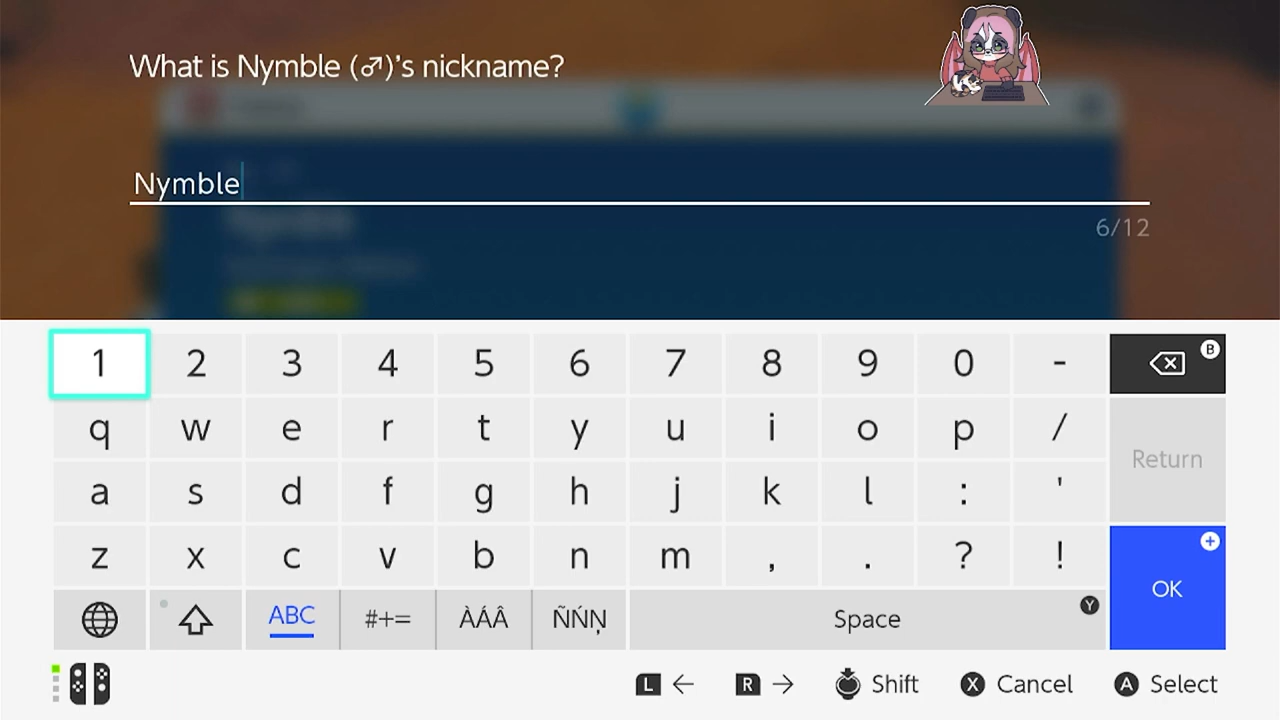 What is Nymble (♂)'s nickname?
Nymble
6/12
1 2 3 4 5 6 7 8 9 0 - B
q w e r t y u i o p /
Return
a s d f g h j k l : '
z x c v b n m , . ? ! +
OK
ABC #+= ÀÁÂ ÑŃŅ Space Y
L ← R → Shift X Cancel A Select